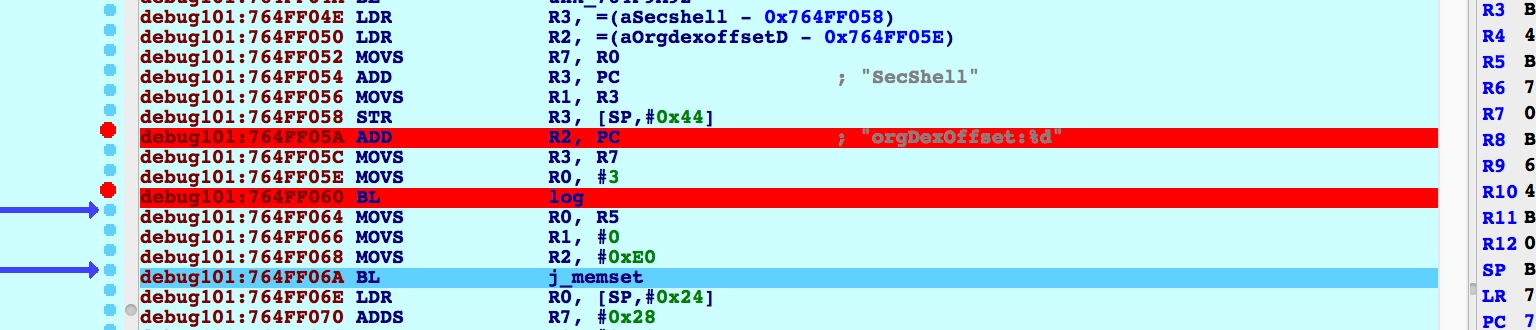 debug101:764FF04E LDR R3, =(aSecshell - 0x764FF058)
debug101:764FF050 LDR R2, =(aOrgdexoffsetD - 0x764FF05E)
debug101:764FF052 MOVS R7, R0
debug101:764FF054 ADD R3, PC ; "SecShell"
debug101:764FF056 MOVS R1, R3
debug101:764FF058 STR R3, [SP,#0x44]
debug101:764FF05A ADD R2, PC ; "orgDexOffset:%d"
debug101:764FF05C MOVS R3, R7
debug101:764FF05E MOVS R0, #3
debug101:764FF060 BL log
debug101:764FF064 MOVS R0, R5
debug101:764FF066 MOVS R1, #0
debug101:764FF068 MOVS R2, #0xE0
debug101:764FF06A BL j_memset
debug101:764FF06E LDR R0, [SP,#0x24]
debug101:764FF070 ADDS R7, #0x28
R3 B
R4 4
R5 B
R6 7
R7 0
R8 B
R9 6
R10 4
R11 B
R12 0
SP B
LR 7
PC 7